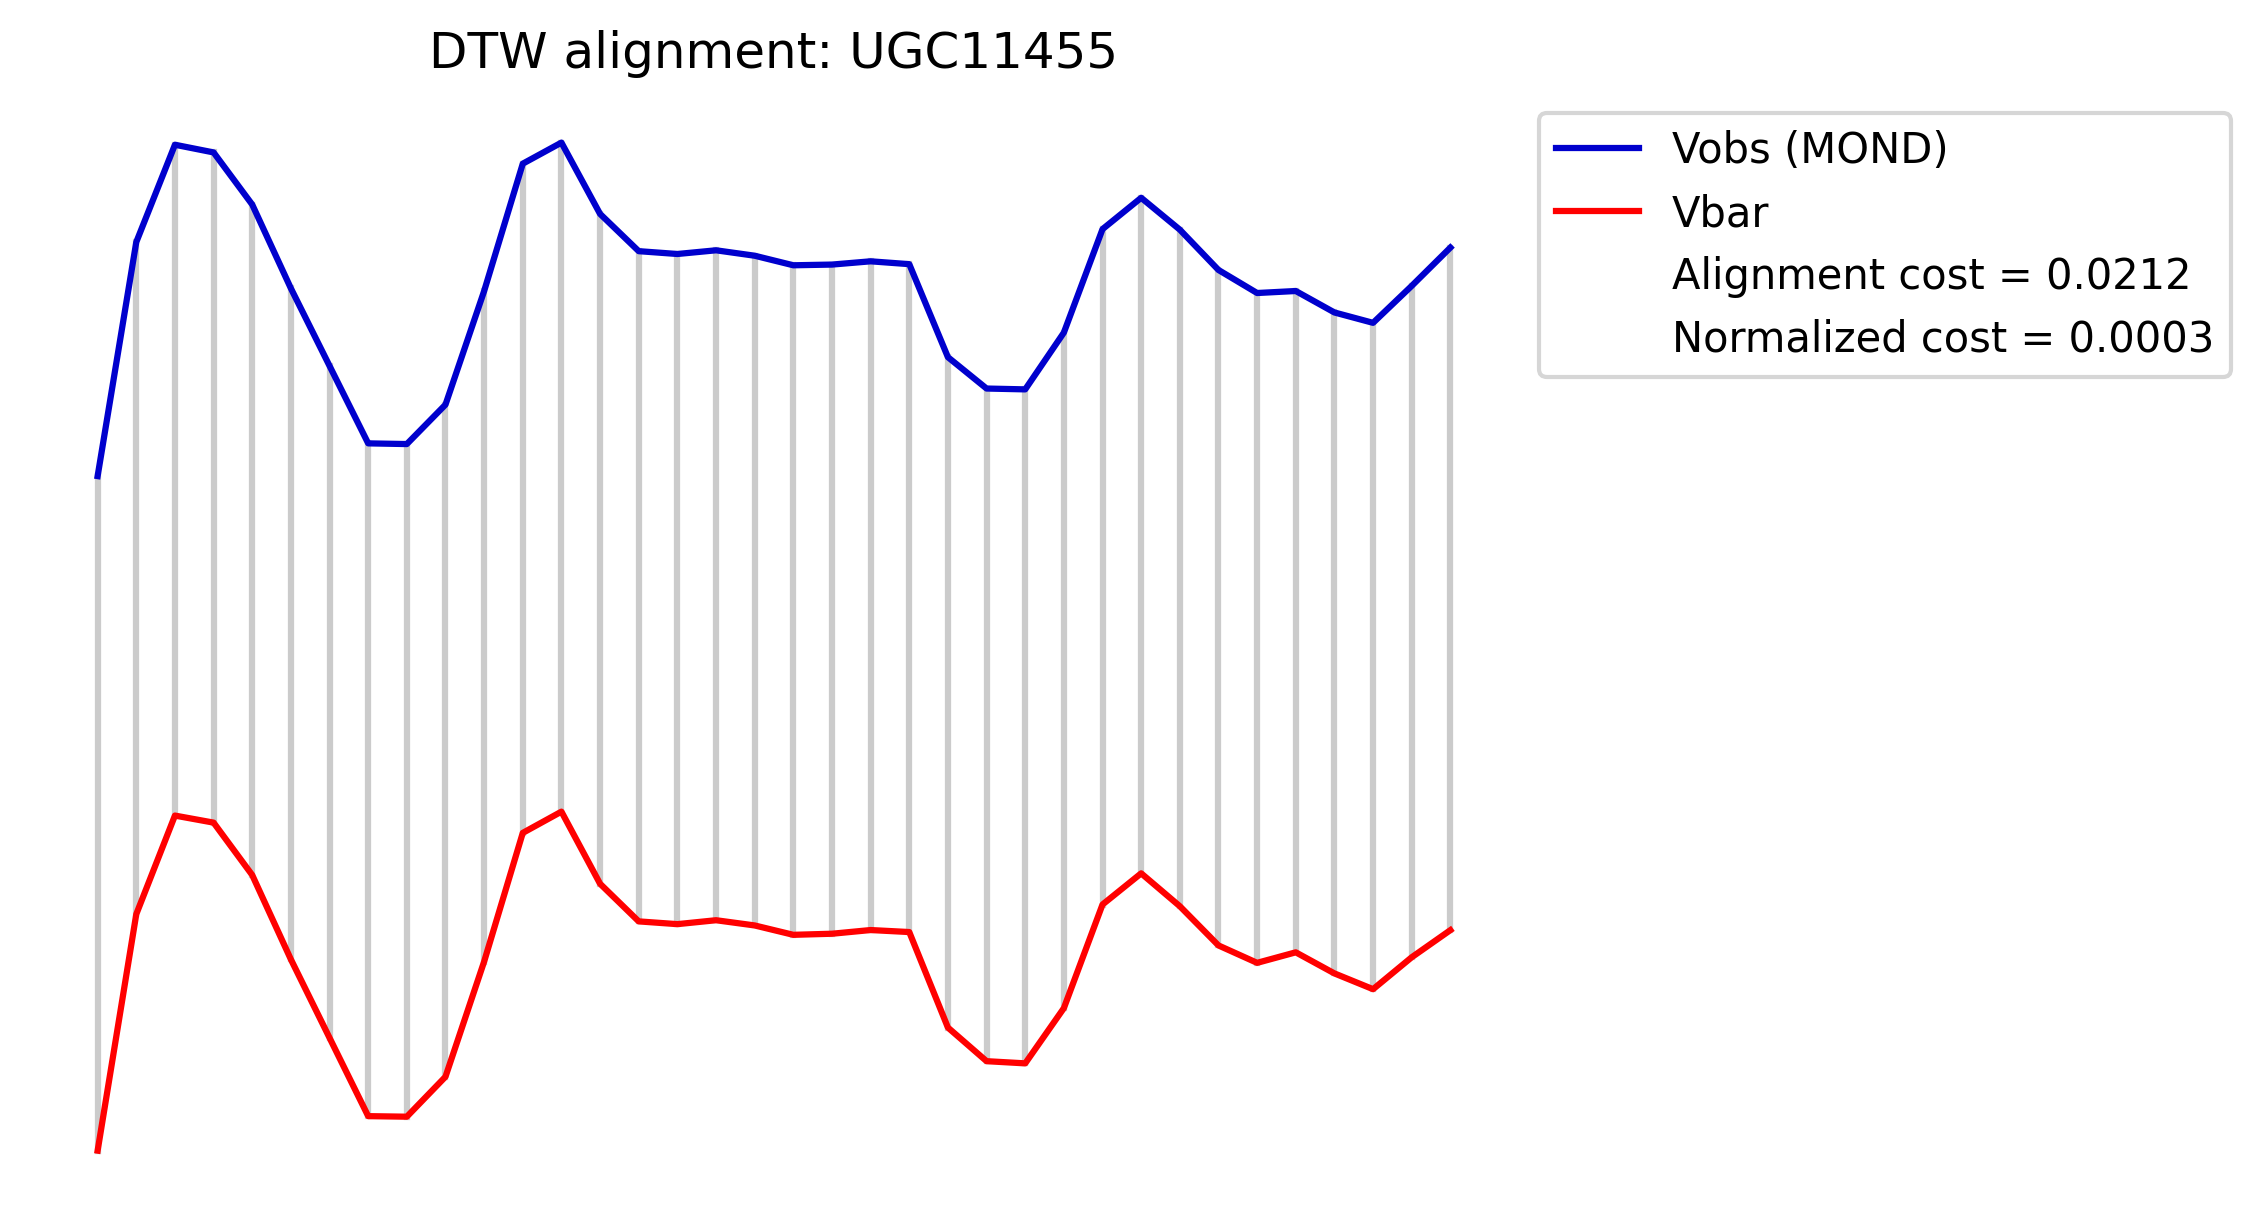 DTW alignment: UGC11455
Vobs (MOND)
Vbar
Alignment cost = 0.0212
Normalized cost = 0.0003